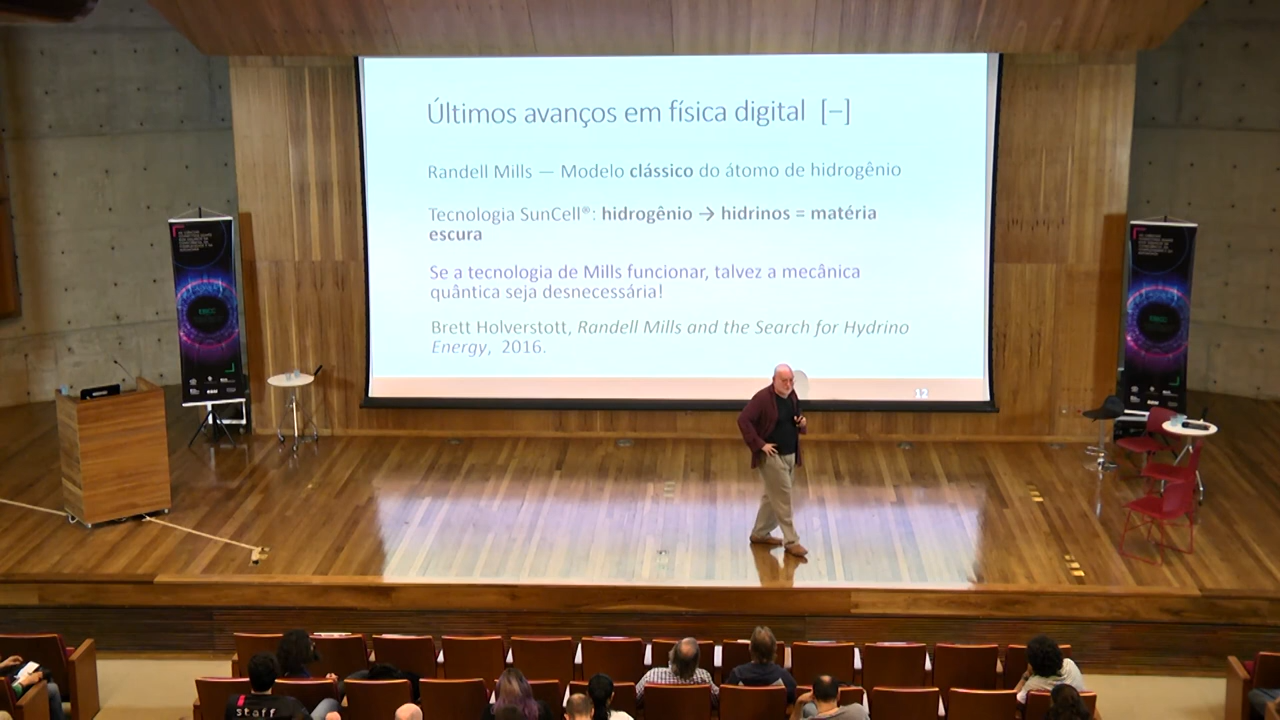 Últimos avanços em física digital [–]
Randell Mills — Modelo clássico do átomo de hidrogênio
Tecnologia SunCell®: hidrogênio → hidrinos = matéria
escura
Se a tecnologia de Mills funcionar, talvez a mecânica
quântica seja desnecessária!
Brett Holverstott, Randell Mills and the Search for Hydrino
Energy, 2016.
12
staff